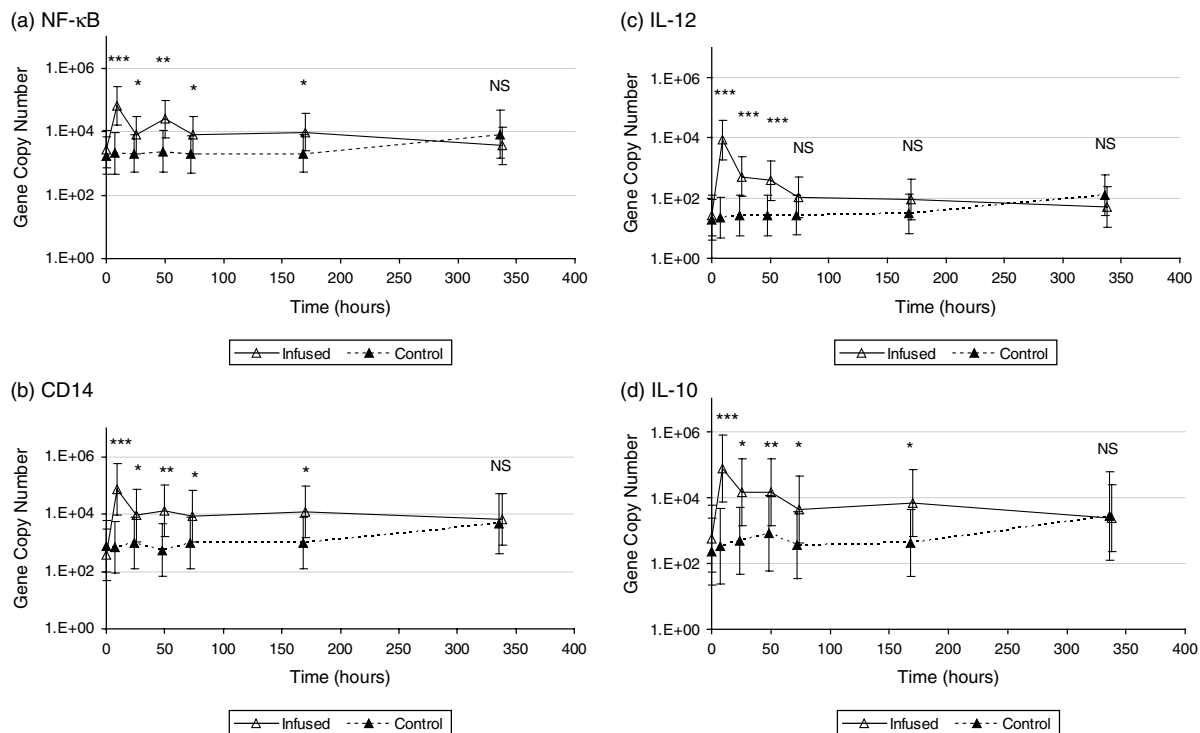 (a) NF-κB
Gene Copy Number
1.E+06
1.E+04
1.E+02
1.E+00
*** * ** * * NS
0 50 100 150 200 250 300 350 400
Time (hours)
Infused Control
(b) CD14
Gene Copy Number
1.E+06
1.E+04
1.E+02
1.E+00
*** * ** * * NS
0 50 100 150 200 250 300 350 400
Time (hours)
Infused Control
(c) IL-12
Gene Copy Number
1.E+06
1.E+04
1.E+02
1.E+00
*** *** *** NS NS NS
0 50 100 150 200 250 300 350 400
Time (hours)
Infused Control
(d) IL-10
Gene Copy Number
1.E+06
1.E+04
1.E+02
1.E+00
*** * ** * * NS
0 50 100 150 200 250 300 350 400
Time (hours)
Infused Control